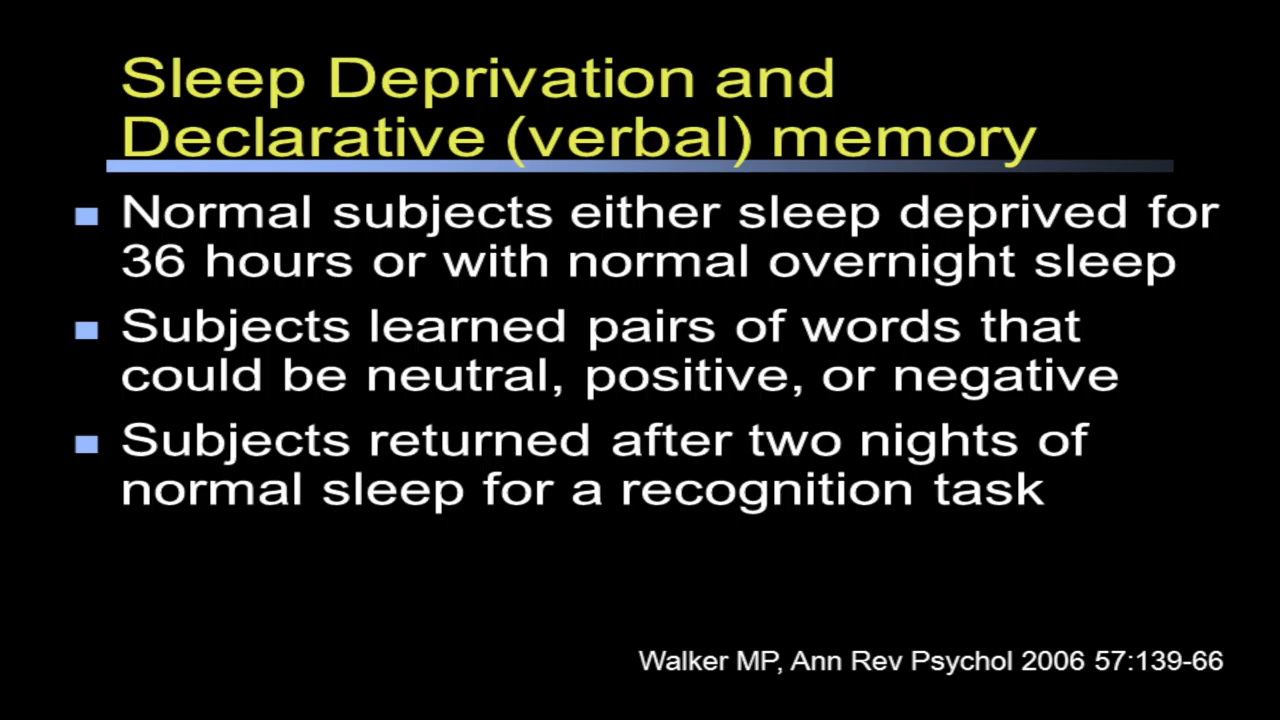 Sleep Deprivation and
Declarative (verbal) memory
Normal subjects either sleep deprived for
36 hours or with normal overnight sleep
Subjects learned pairs of words that
could be neutral, positive, or negative
Subjects returned after two nights of
normal sleep for a recognition task
Walker MP, Ann Rev Psychol 2006 57:139-66